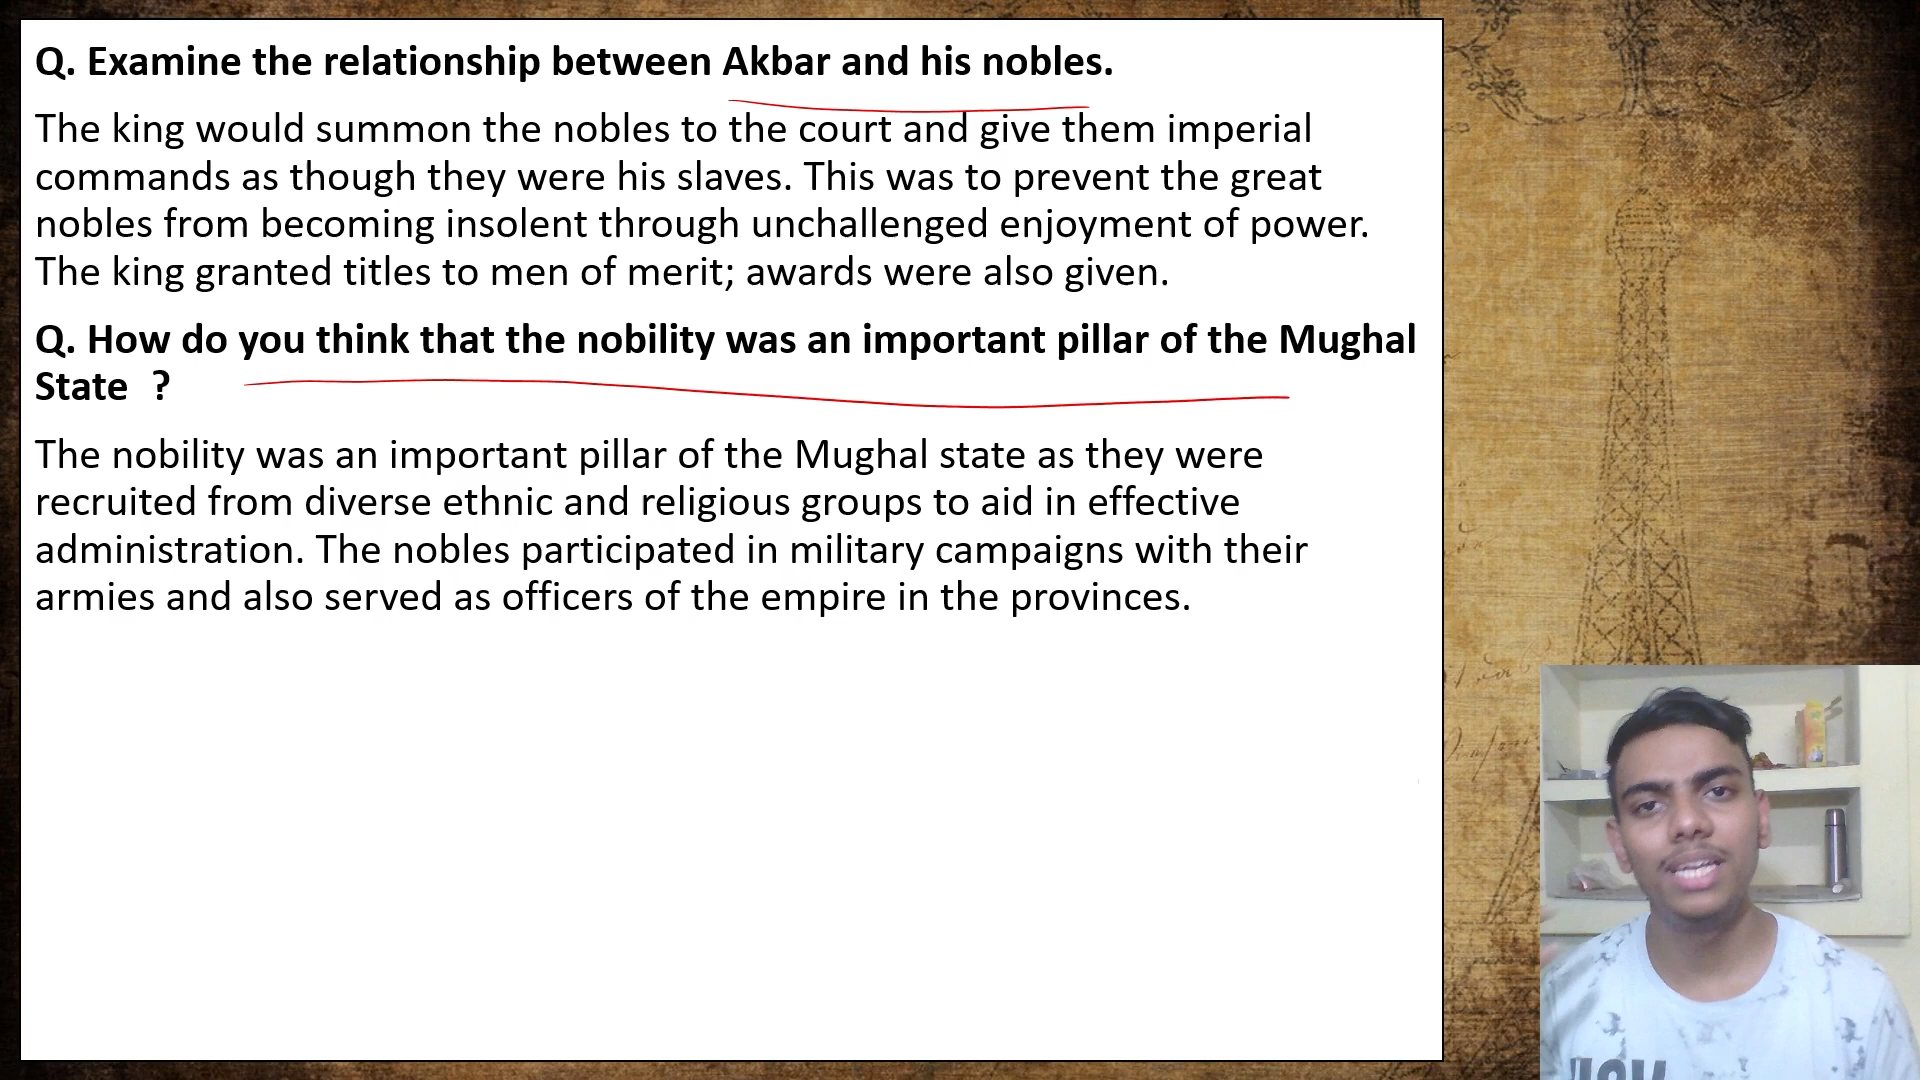 Q. Examine the relationship between Akbar and his nobles.
The king would summon the nobles to the court and give them imperial
commands as though they were his slaves. This was to prevent the great
nobles from becoming insolent through unchallenged enjoyment of power.
The king granted titles to men of merit; awards were also given.
Q. How do you think that the nobility was an important pillar of the Mughal
State ?
The nobility was an important pillar of the Mughal state as they were
recruited from diverse ethnic and religious groups to aid in effective
administration. The nobles participated in military campaigns with their
armies and also served as officers of the empire in the provinces.